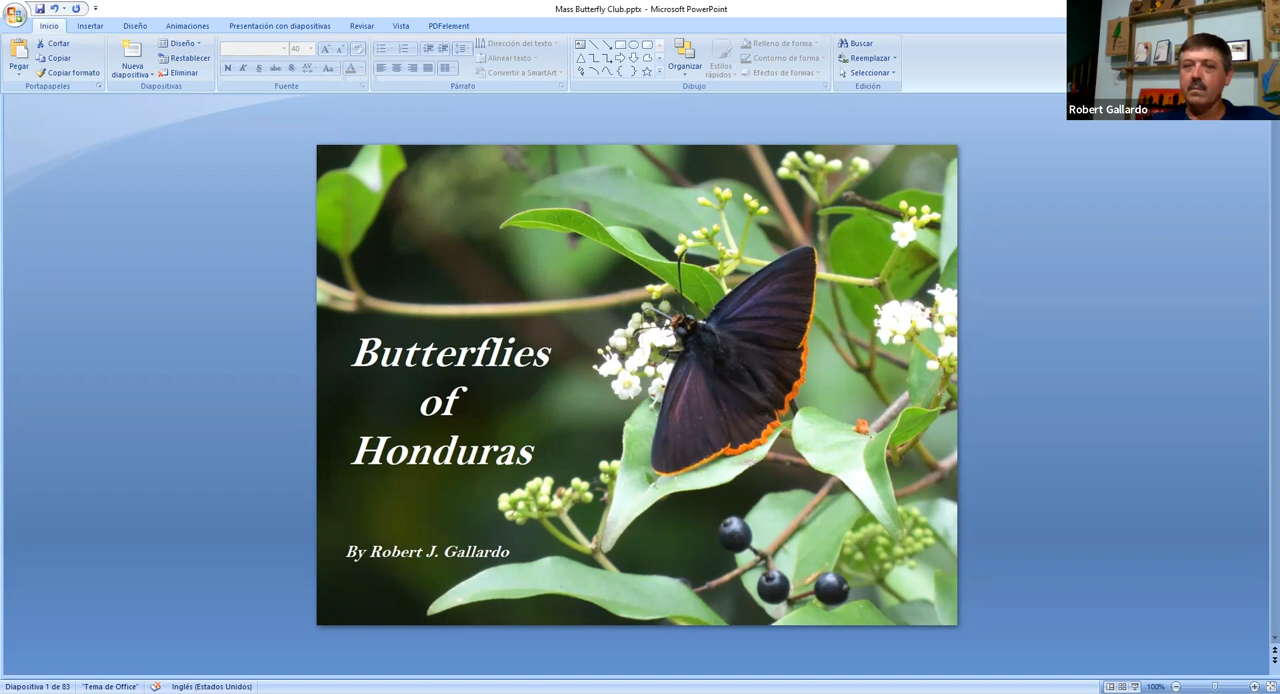 Mass Butterfly Club.pptx - Microsoft PowerPoint
Inicio
Insertar
Diseño
Animaciones
Presentación con diapositivas
Revisar
Vista
PDFelement
Pegar
Cortar
Copiar
Copiar formato
Portapapeles
Nueva
diapositiva
Diseño
Restablecer
Eliminar
Diapositivas
40
Fuente
Párrafo
Dirección del texto
Alinear texto
Convertir a SmartArt
Organizar
Estilos
rápidos
Relleno de forma
Contorno de forma
Efectos de formas
Dibujo
Buscar
Reemplazar
Seleccionar
Edición
Robert Gallardo
Butterflies
of
Honduras
By Robert J. Gallardo
Diapositiva 1 de 83
"Tema de Office"
Inglés (Estados Unidos)
100%